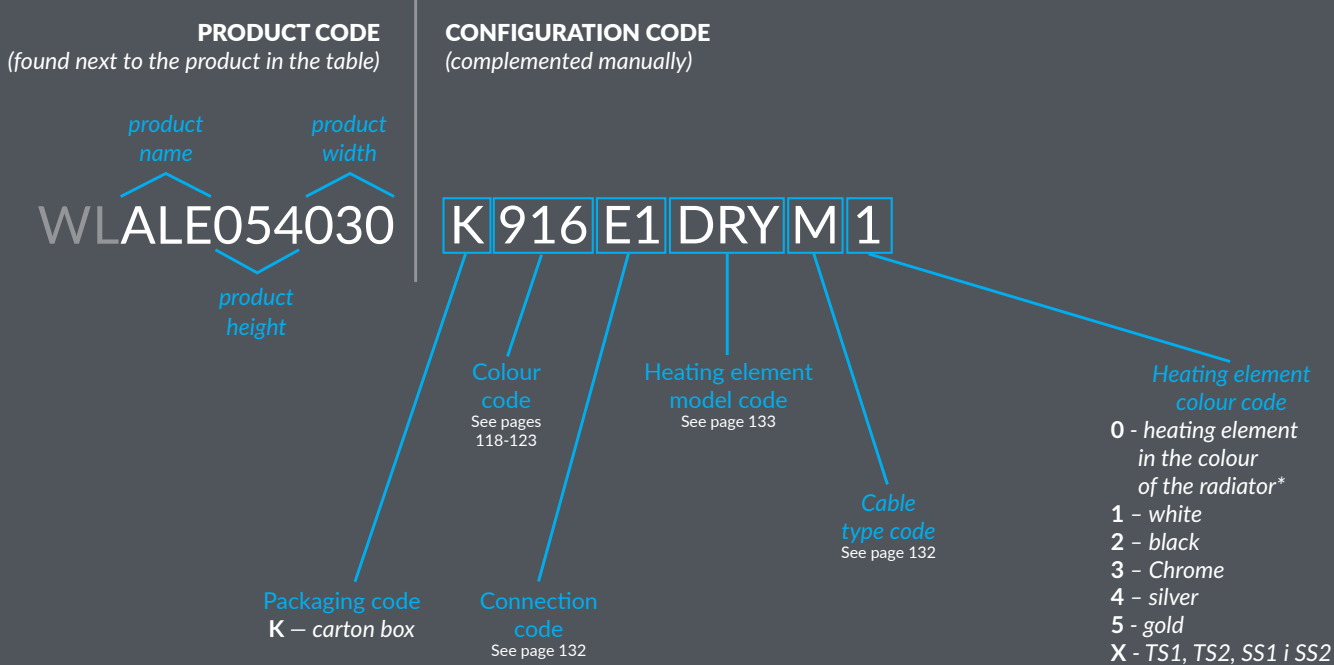 PRODUCT CODE
(found next to the product in the table)
CONFIGURATION CODE
(complemented manually)
product
name
product
width
WLALE054030
product
height
K 916 E1 DRY M 1
Colour
code
See pages
118-123
Heating element
model code
See page 133
Heating element
colour code
0 - heating element
in the colour
of the radiator*
1 – white
2 – black
3 – Chrome
4 – silver
5 - gold
X - TS1, TS2, SS1 i SS2
Cable
type code
See page 132
Packaging code
K — carton box
Connection
code
See page 132